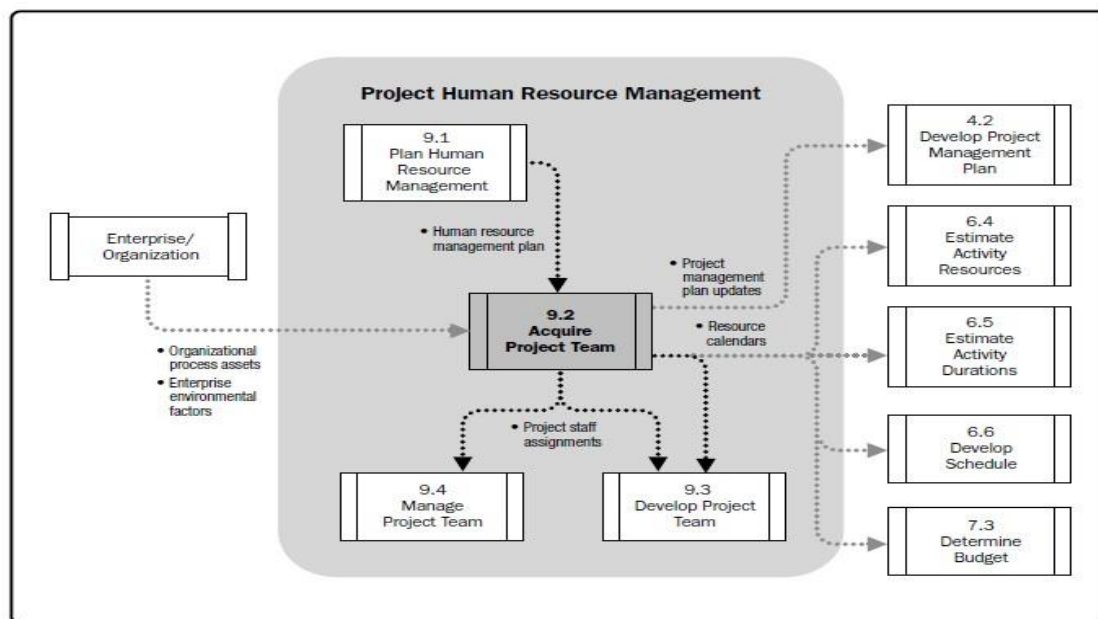 Project Human Resource Management
9.1
Plan Human
Resource
Management
4.2
Develop Project
Management
Plan
Enterprise/
Organization
• Human resource
management plan
• Project
management
plan updates
6.4
Estimate
Activity
Resources
9.2
Acquire
Project Team
• Resource
calendars
6.5
Estimate
Activity
Durations
• Organizational
process assets
• Enterprise
environmental
factors
• Project staff
assignments
6.6
Develop
Schedule
9.4
Manage
Project Team
9.3
Develop Project
Team
7.3
Determine
Budget